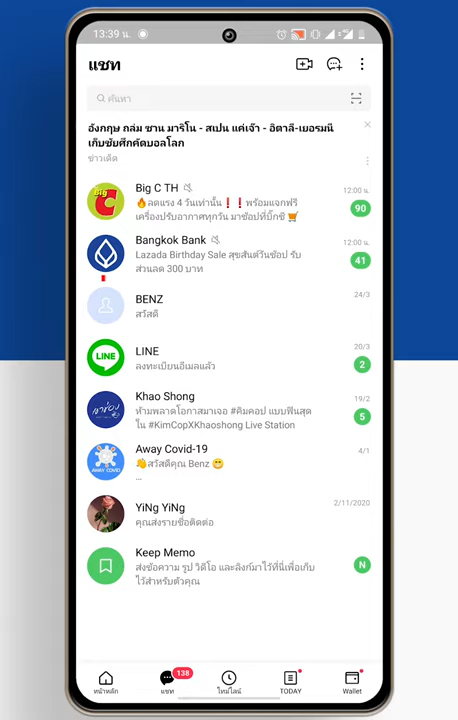 13:39 น.
แชท
ค้นหา
อังกฤษ ถล่ม ซาน มาริโน - สเปน แค่เจ๊า - อิตาลี-เยอรมนี
เก็บชัยศึกคัดบอลโลก
ข่าวเด็ด
Big C TH
12:00 น.
🔥ลดแรง 4 วันเท่านั้น❗❗พร้อมแจกฟรี
เครื่องปรับอากาศทุกวัน มาช้อปที่บิ๊กซี 🛒
90
Big C
Bangkok Bank
12:00 น.
Lazada Birthday Sale สุขสันต์วันช้อป รับ
ส่วนลด 300 บาท
41
BENZ
24/3
สวัสดี
LINE
LINE
20/3
ลงทะเบียนอีเมลแล้ว
2
Khao Shong
19/2
เขาช่อง
ห้ามพลาดโอกาสมาเจอ #คิมคอป แบบฟินสุด
ใน #KimCopXKhaoshong Live Station
5
Away Covid-19
4/1
👋สวัสดีคุณ Benz 😁
...
AWAY COVID
YiNg YiNg
2/11/2020
คุณส่งรายชื่อติดต่อ
Keep Memo
ส่งข้อความ รูป วิดีโอ และลิงก์มาไว้ที่นี่เพื่อเก็บ
ไว้สำหรับตัวคุณ
N
138
หน้าหลัก
แชท
ไทม์ไลน์
TODAY
Wallet